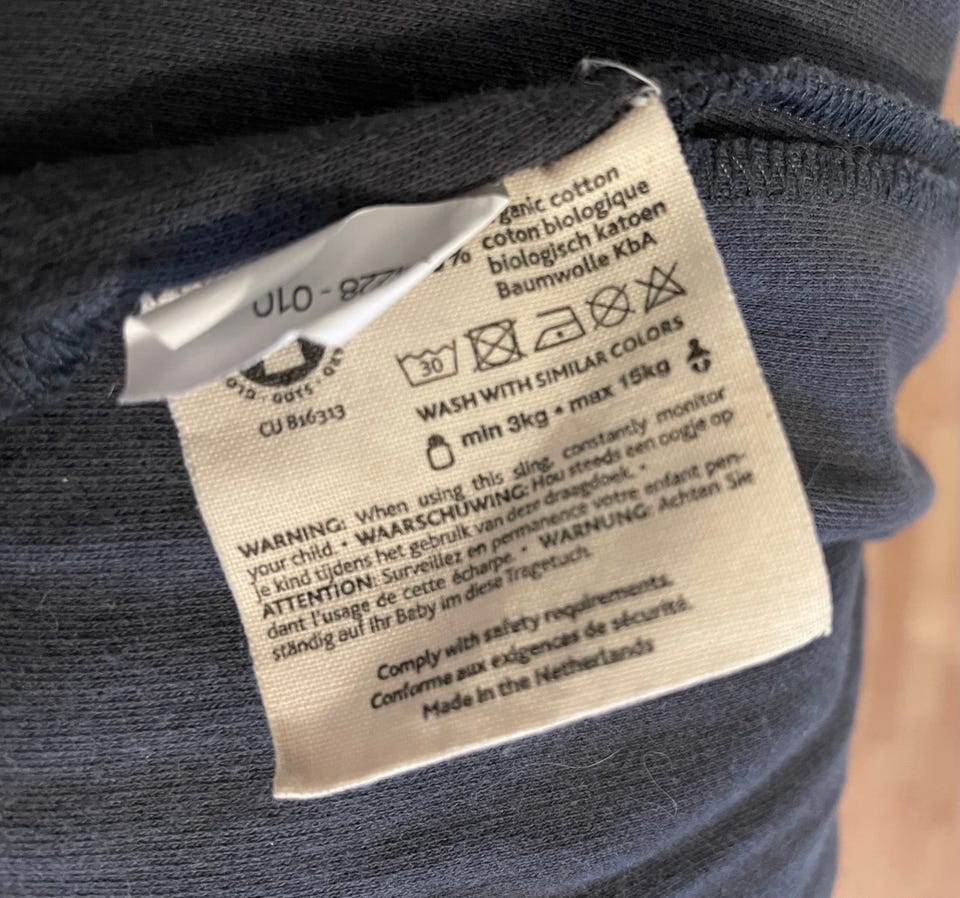 %
ganic cotton
coton biologique
biologisch katoen
Baumwolle KbA
8228 - 010
30
WASH WITH SIMILAR COLORS
GOTS
CU 816313
min 3kg • max 15kg
WARNING: When using this sling, constantly monitor
your child. • WAARSCHUWING: Hou steeds een oogje op
je kind tijdens het gebruik van deze draagdoek. •
ATTENTION: Surveillez en permanence votre enfant pen-
dant l'usage de cette écharpe. • WARNUNG: Achten Sie
ständig auf Ihr Baby im diese Tragetuch.
Comply with safety requirements.
Conforme aux exigences de sécurité.
Made in the Netherlands